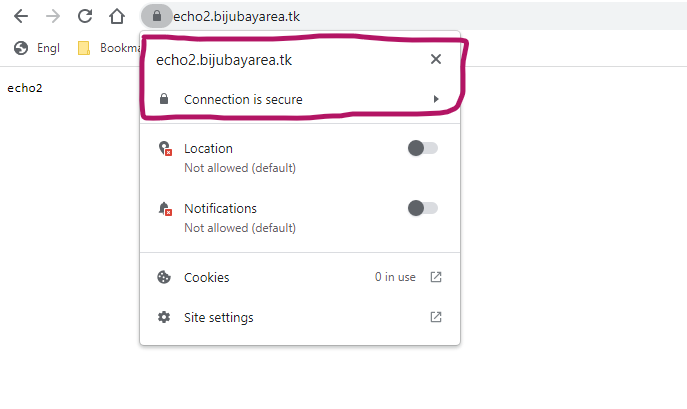 echo2.bijubayarea.tk
Engl Bookma
echo2.bijubayarea.tk
Connection is secure
echo2
Location
Not allowed (default)
Notifications
Not allowed (default)
Cookies 0 in use
Site settings